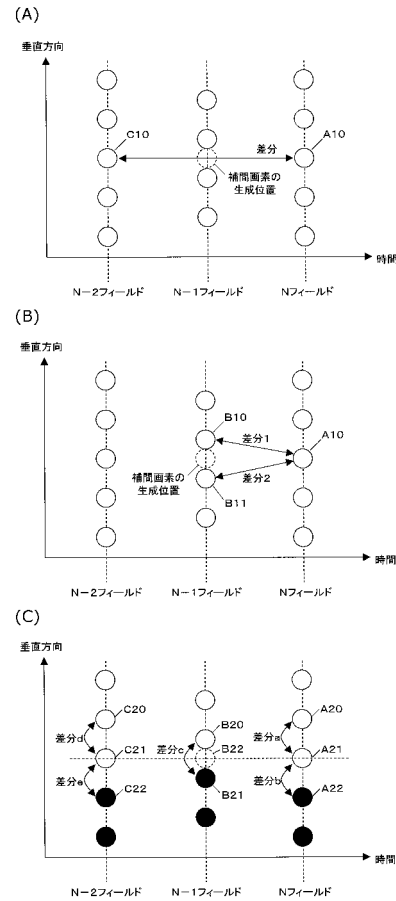 (A)
垂直方向
C10
A10
差分
補間画素の
生成位置
時間
N−2フィールド
N−1フィールド
Nフィールド
(B)
垂直方向
B10
差分1
A10
補間画素の
生成位置
差分2
B11
時間
N−2フィールド
N−1フィールド
Nフィールド
(C)
垂直方向
C20
B20
A20
差分d
差分c
B22
差分a
C21
A21
差分e
差分b
C22
B21
A22
時間
N−2フィールド
N−1フィールド
Nフィールド